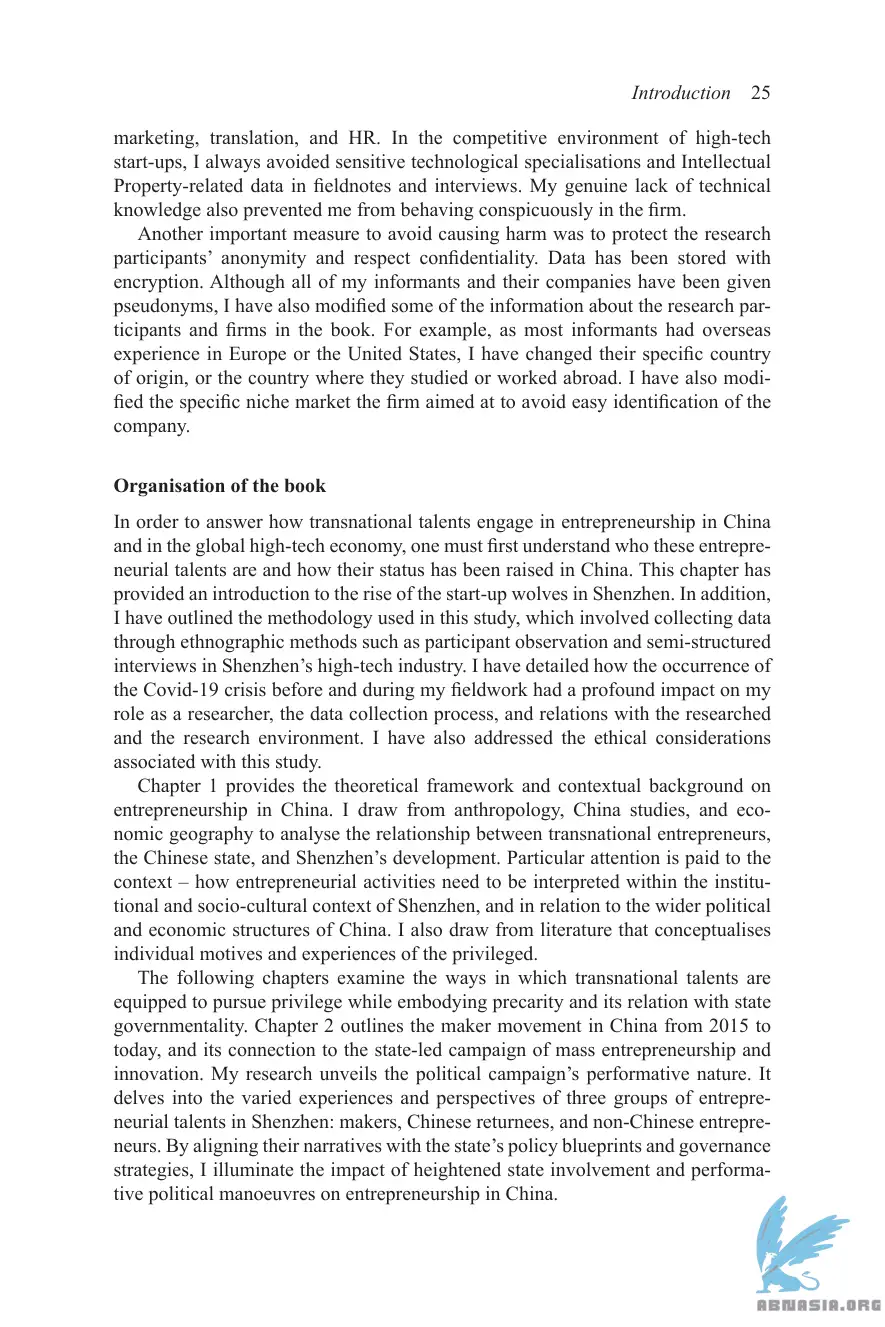 Introduction 25
marketing, translation, and HR. In the competitive environment of high-tech
start-ups, I always avoided sensitive technological specialisations and Intellectual
Property-related data in fieldnotes and interviews. My genuine lack of technical
knowledge also prevented me from behaving conspicuously in the firm.
Another important measure to avoid causing harm was to protect the research
participants’ anonymity and respect confidentiality. Data has been stored with
encryption. Although all of my informants and their companies have been given
pseudonyms, I have also modified some of the information about the research par-
ticipants and firms in the book. For example, as most informants had overseas
experience in Europe or the United States, I have changed their specific country
of origin, or the country where they studied or worked abroad. I have also modi-
fied the specific niche market the firm aimed at to avoid easy identification of the
company.
Organisation of the book
In order to answer how transnational talents engage in entrepreneurship in China
and in the global high-tech economy, one must first understand who these entrepre-
neurial talents are and how their status has been raised in China. This chapter has
provided an introduction to the rise of the start-up wolves in Shenzhen. In addition,
I have outlined the methodology used in this study, which involved collecting data
through ethnographic methods such as participant observation and semi-structured
interviews in Shenzhen’s high-tech industry. I have detailed how the occurrence of
the Covid-19 crisis before and during my fieldwork had a profound impact on my
role as a researcher, the data collection process, and relations with the researched
and the research environment. I have also addressed the ethical considerations
associated with this study.
Chapter 1 provides the theoretical framework and contextual background on
entrepreneurship in China. I draw from anthropology, China studies, and eco-
nomic geography to analyse the relationship between transnational entrepreneurs,
the Chinese state, and Shenzhen’s development. Particular attention is paid to the
context – how entrepreneurial activities need to be interpreted within the institu-
tional and socio-cultural context of Shenzhen, and in relation to the wider political
and economic structures of China. I also draw from literature that conceptualises
individual motives and experiences of the privileged.
The following chapters examine the ways in which transnational talents are
equipped to pursue privilege while embodying precarity and its relation with state
governmentality. Chapter 2 outlines the maker movement in China from 2015 to
today, and its connection to the state-led campaign of mass entrepreneurship and
innovation. My research unveils the political campaign’s performative nature. It
delves into the varied experiences and perspectives of three groups of entrepre-
neurial talents in Shenzhen: makers, Chinese returnees, and non-Chinese entrepre-
neurs. By aligning their narratives with the state’s policy blueprints and governance
strategies, I illuminate the impact of heightened state involvement and performa-
tive political manoeuvres on entrepreneurship in China.
ABNASIA.ORG